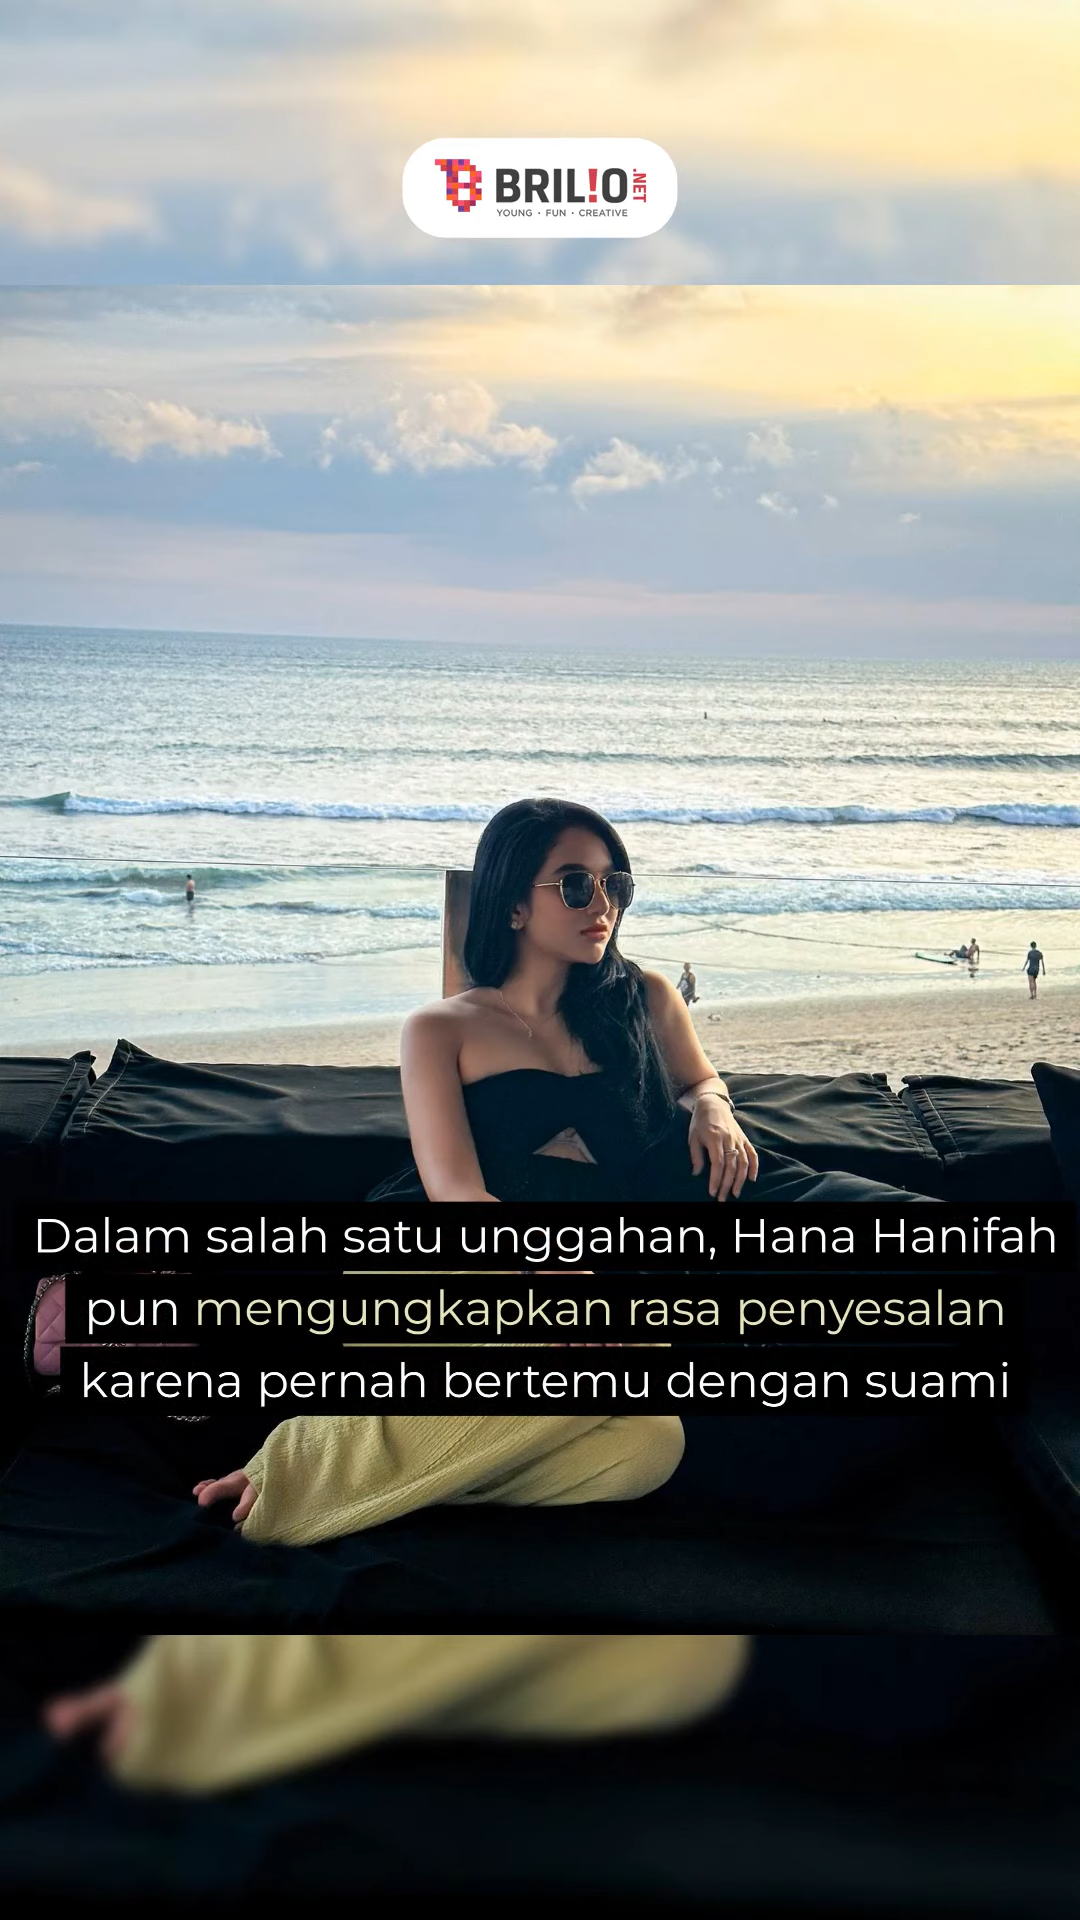 BRIL!O.NET
YOUNG • FUN • CREATIVE
Dalam salah satu unggahan, Hana Hanifah
pun mengungkapkan rasa penyesalan
karena pernah bertemu dengan suami